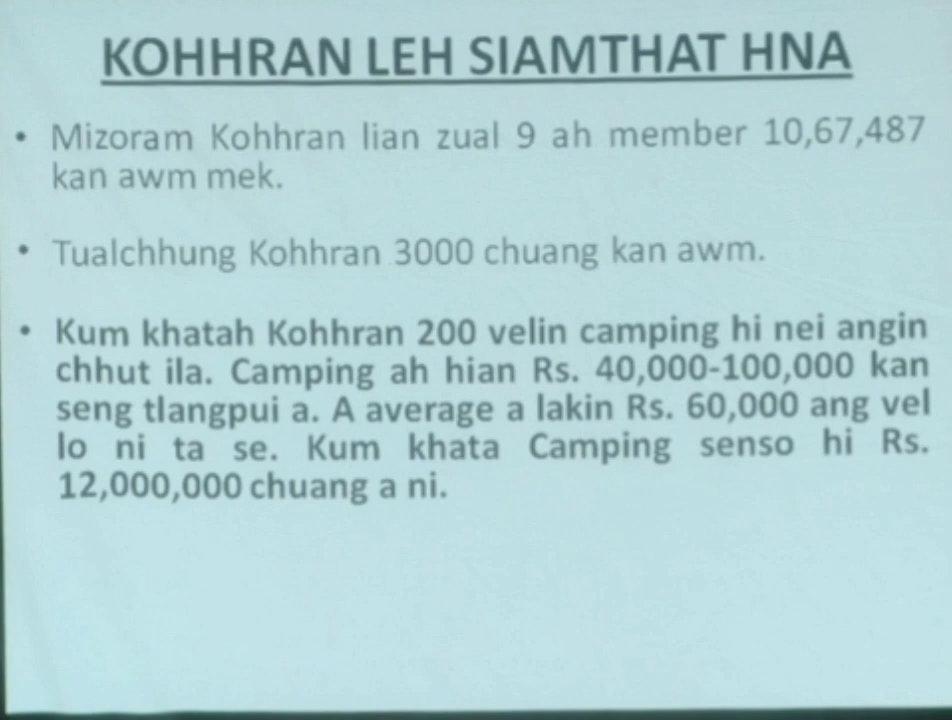 KOHHRAN LEH SIAMTHAT HNA
• Mizoram Kohhran lian zual 9 ah member 10,67,487
kan awm mek.
• Tualchhung Kohhran 3000 chuang kan awm.
• Kum khatah Kohhran 200 velin camping hi nei angin
chhut ila. Camping ah hian Rs. 40,000-100,000 kan
seng tlangpui a. A average a lakin Rs. 60,000 ang vel
lo ni ta se. Kum khata Camping senso hi Rs.
12,000,000 chuang a ni.